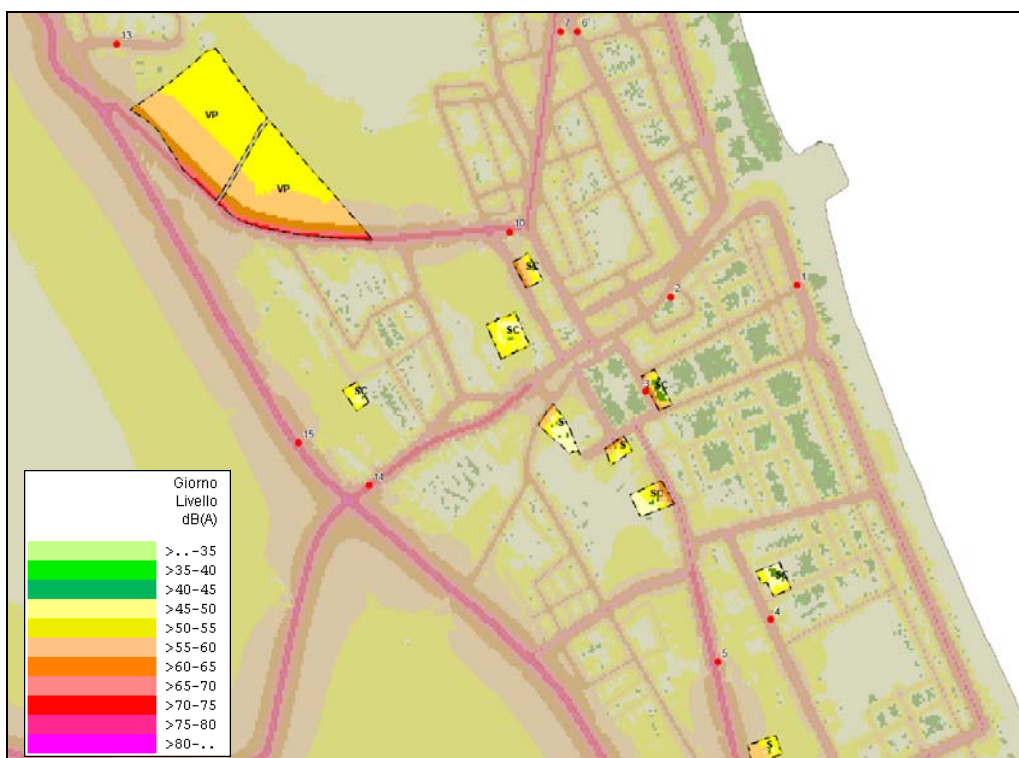 7 6
13
VP
VP
10
SC
1
2
SC
3
SC
SC
S
S
15
14
SC
SC
4
5
S
Giorno
Livello
dB(A)
>..-35
>35-40
>40-45
>45-50
>50-55
>55-60
>60-65
>65-70
>70-75
>75-80
>80-..